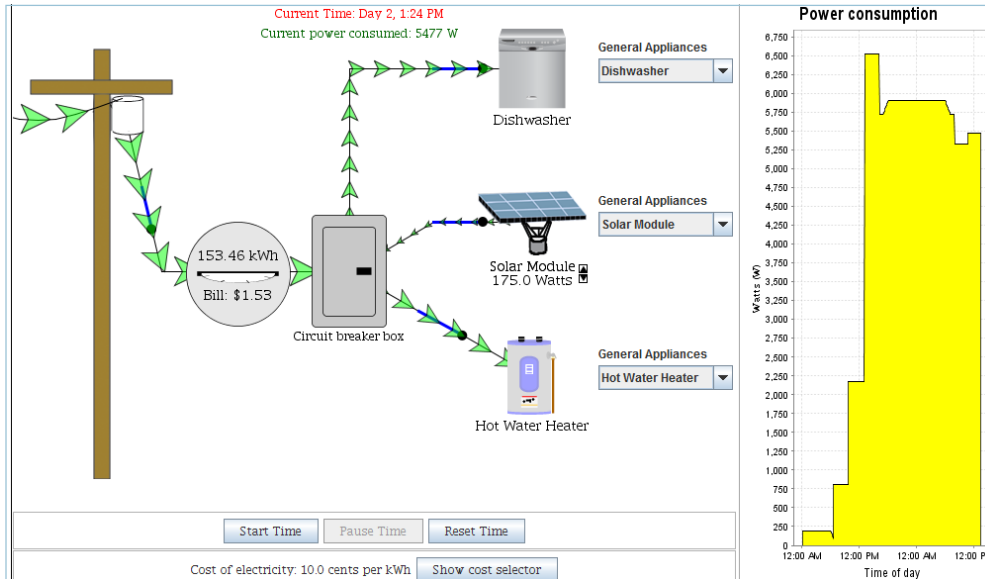 Current Time: Day 2, 1:24 PM
Current power consumed: 5477 W
General Appliances
Dishwasher
Dishwasher
General Appliances
Solar Module
Solar Module
175.0 Watts
153.46 kWh
Bill: $1.53
Circuit breaker box
General Appliances
Hot Water Heater
Hot Water Heater
Start Time
Pause Time
Reset Time
Cost of electricity: 10.0 cents per kWh
Show cost selector
Power consumption
6,750
6,500
6,250
6,000
5,750
5,500
5,250
5,000
4,750
4,500
4,250
4,000
3,750
3,500
3,250
3,000
2,750
2,500
2,250
2,000
1,750
1,500
1,250
1,000
750
500
250
0
Watts (W)
12:00 AM
12:00 PM
12:00 AM
12:00 P
Time of day